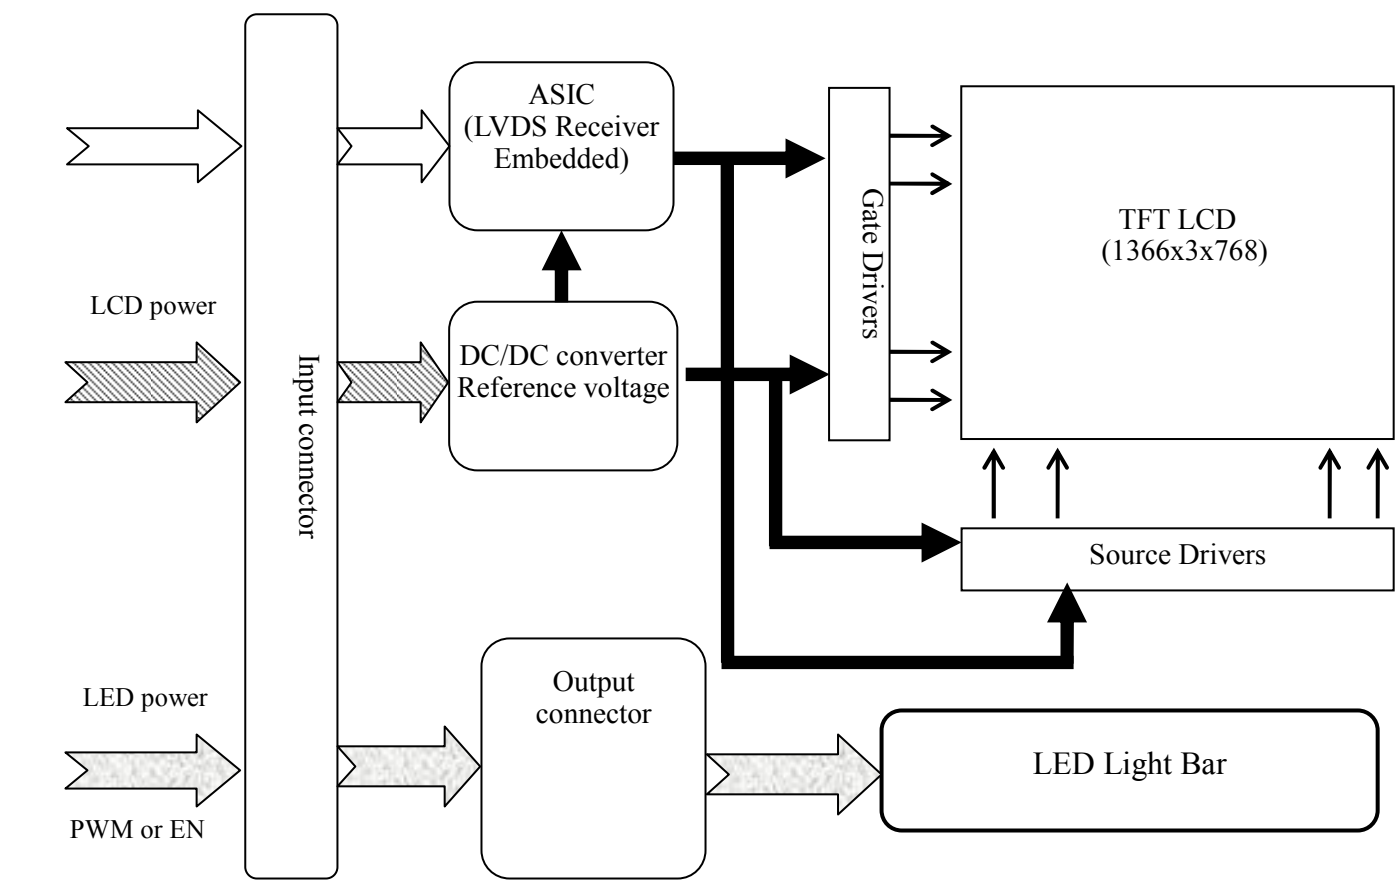 ASIC
(LVDS Receiver
Embedded)
Gate Drivers
TFT LCD
(1366x3x768)
LCD power
Input connector
DC/DC converter
Reference voltage
Source Drivers
LED power
Output
connector
LED Light Bar
PWM or EN